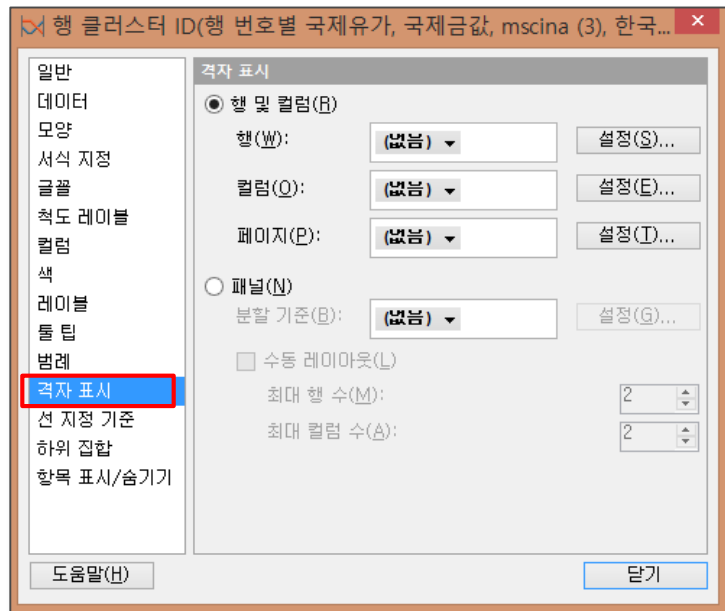 행 클러스터 ID(행 번호별 국제유가, 국제금값, mscina (3), 한국...
일반
데이터
모양
서식 지정
글꼴
척도 레이블
컬럼
색
레이블
툴 팁
범례
격자 표시
선 지정 기준
하위 집합
항목 표시/숨기기
격자 표시
행 및 컬럼(R)
행(W): (없음) 설정(S)...
컬럼(O): (없음) 설정(E)...
페이지(P): (없음) 설정(T)...
패널(N)
분할 기준(B): (없음) 설정(G)...
수동 레이아웃(L)
최대 행 수(M): 2
최대 컬럼 수(A): 2
도움말(H) 닫기